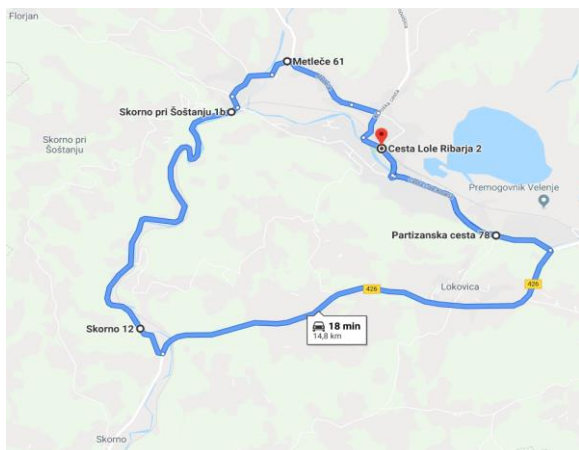 Florjan
Metleče 61
Skorno pri Šoštanju 1b
Cesta Lole Ribarja 2
Skorno pri
Šoštanju
Premogovnik Velenje
Partizanska cesta 78
426
Lokovica
426
18 min
14,8 km
Skorno 12
Skorno